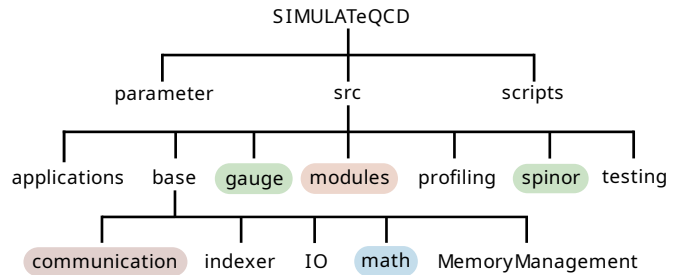 SIMULATeQCD
parameter src scripts
applications base gauge modules profiling spinor testing
communication indexer IO math MemoryManagement